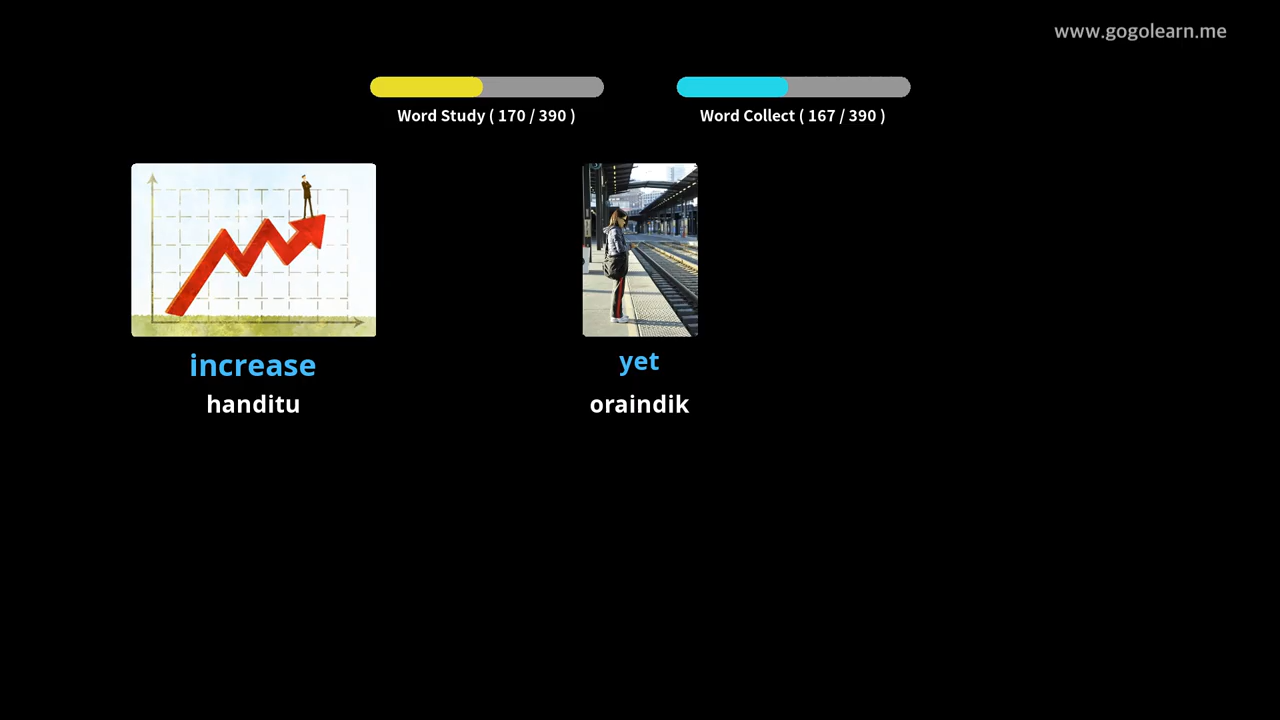 www.gogolearn.me
Word Study ( 170 / 390 )
Word Collect ( 167 / 390 )
increase
handitu
yet
oraindik